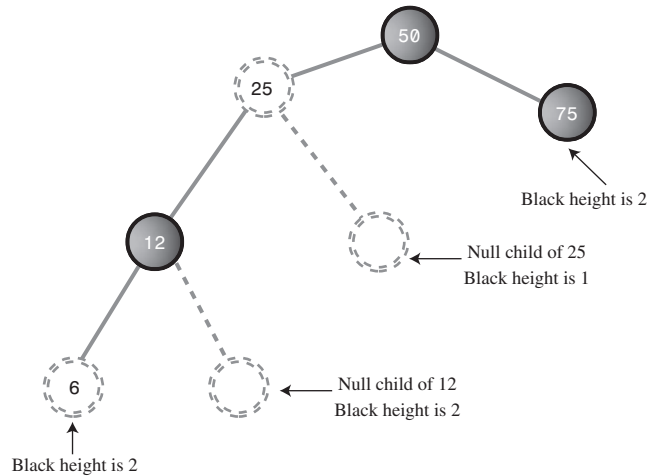 50
25
75
Black height is 2
12
Null child of 25
Black height is 1
6
Null child of 12
Black height is 2
Black height is 2